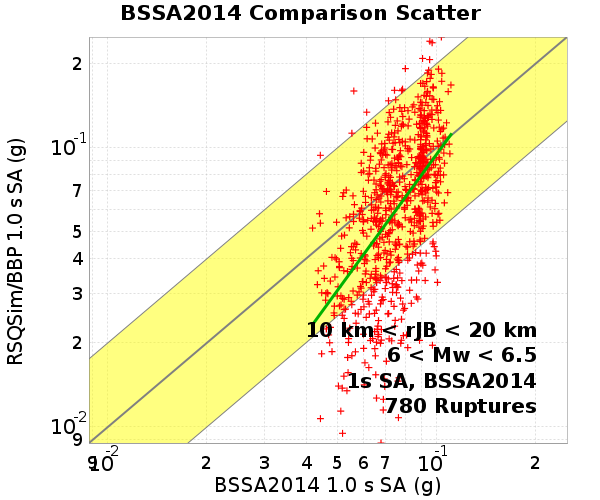 BSSA2014 Comparison Scatter
RSQSim/BBP 1.0 s SA (g)
2
10-1
7
5
4
3
2
10-2
9
10 km < rJB < 20 km
6 < Mw < 6.5
1s SA, BSSA2014
780 Ruptures
9 10-2 2 3 4 5 6 7 10-1 2
BSSA2014 1.0 s SA (g)